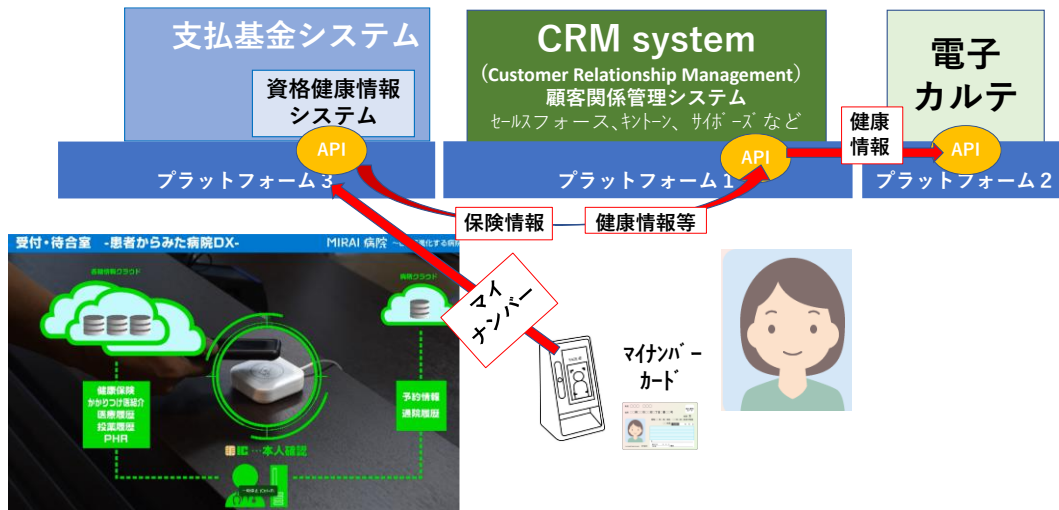 支払基金システム
資格健康情報
システム
API
プラットフォーム3
CRM system
(Customer Relationship Management)
顧客関係管理システム
セールスフォース、キントーン、サイボーズなど
API
プラットフォーム1
電子
カルテ
健康
情報
API
プラットフォーム2
保険情報
健康情報等
マイ
ナンバー
マイナンバー
カード
受付・待合室 -患者からみた病院DX-
MIRAI 病院
健康保険
かかりつけ医紹介
医療履歴
投薬履歴
PHR
予約情報
通院履歴
IC…本人確認